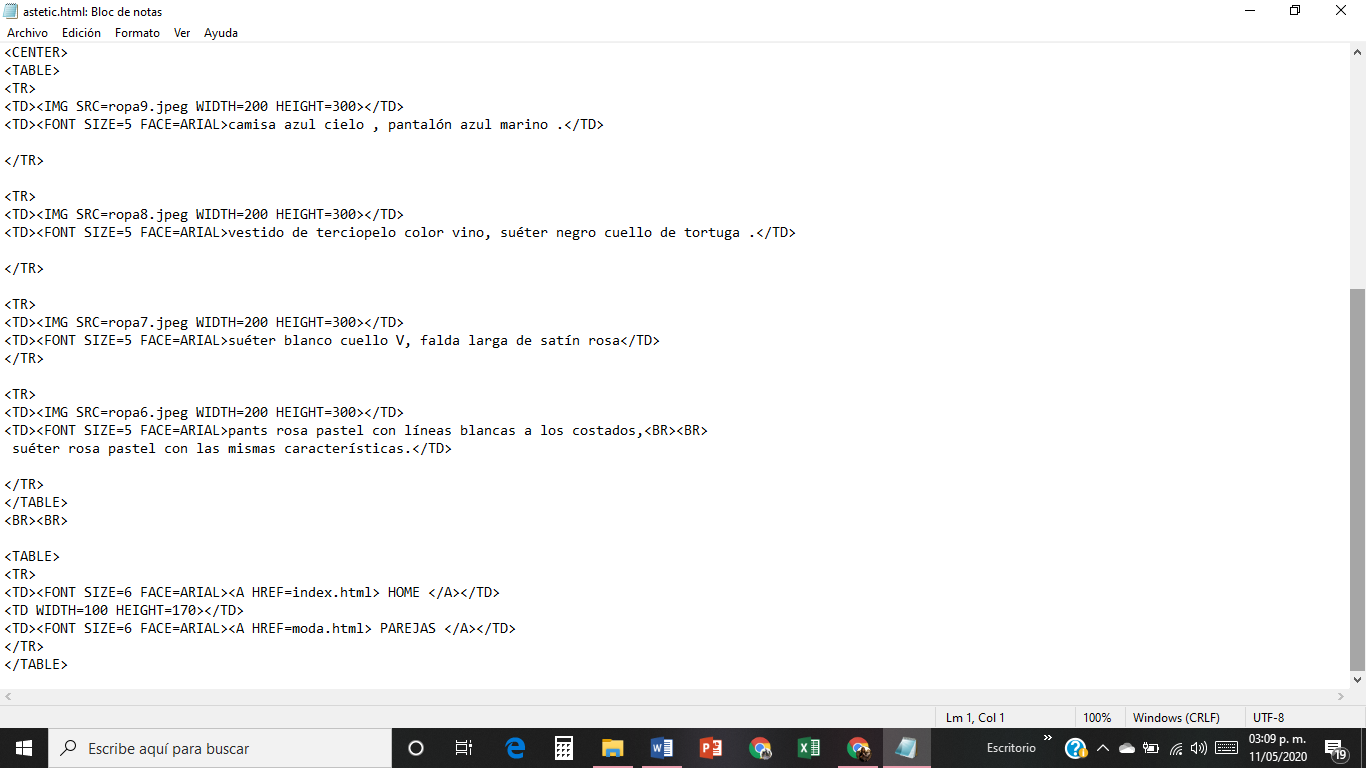 astetic.html: Bloc de notas
Archivo Edición Formato Ver Ayuda
<CENTER>
<TABLE>
<TR>
<TD><IMG SRC=ropa9.jpeg WIDTH=200 HEIGHT=300></TD>
<TD><FONT SIZE=5 FACE=ARIAL>camisa azul cielo , pantalón azul marino .</TD>
</TR>
<TR>
<TD><IMG SRC=ropa8.jpeg WIDTH=200 HEIGHT=300></TD>
<TD><FONT SIZE=5 FACE=ARIAL>vestido de terciopelo color vino, suéter negro cuello de tortuga .</TD>
</TR>
<TR>
<TD><IMG SRC=ropa7.jpeg WIDTH=200 HEIGHT=300></TD>
<TD><FONT SIZE=5 FACE=ARIAL>suéter blanco cuello V, falda larga de satín rosa</TD>
</TR>
<TR>
<TD><IMG SRC=ropa6.jpeg WIDTH=200 HEIGHT=300></TD>
<TD><FONT SIZE=5 FACE=ARIAL>pants rosa pastel con líneas blancas a los costados,<BR><BR>
suéter rosa pastel con las mismas características.</TD>
</TR>
</TABLE>
<BR><BR>
<TABLE>
<TR>
<TD><FONT SIZE=6 FACE=ARIAL><A HREF=index.html> HOME </A></TD>
<TD WIDTH=100 HEIGHT=170></TD>
<TD><FONT SIZE=6 FACE=ARIAL><A HREF=moda.html> PAREJAS </A></TD>
</TR>
</TABLE>
Lm 1, Col 1 100% Windows (CRLF) UTF-8
Escribe aquí para buscar
Escritorio
03:09 p. m.
11/05/2020
19